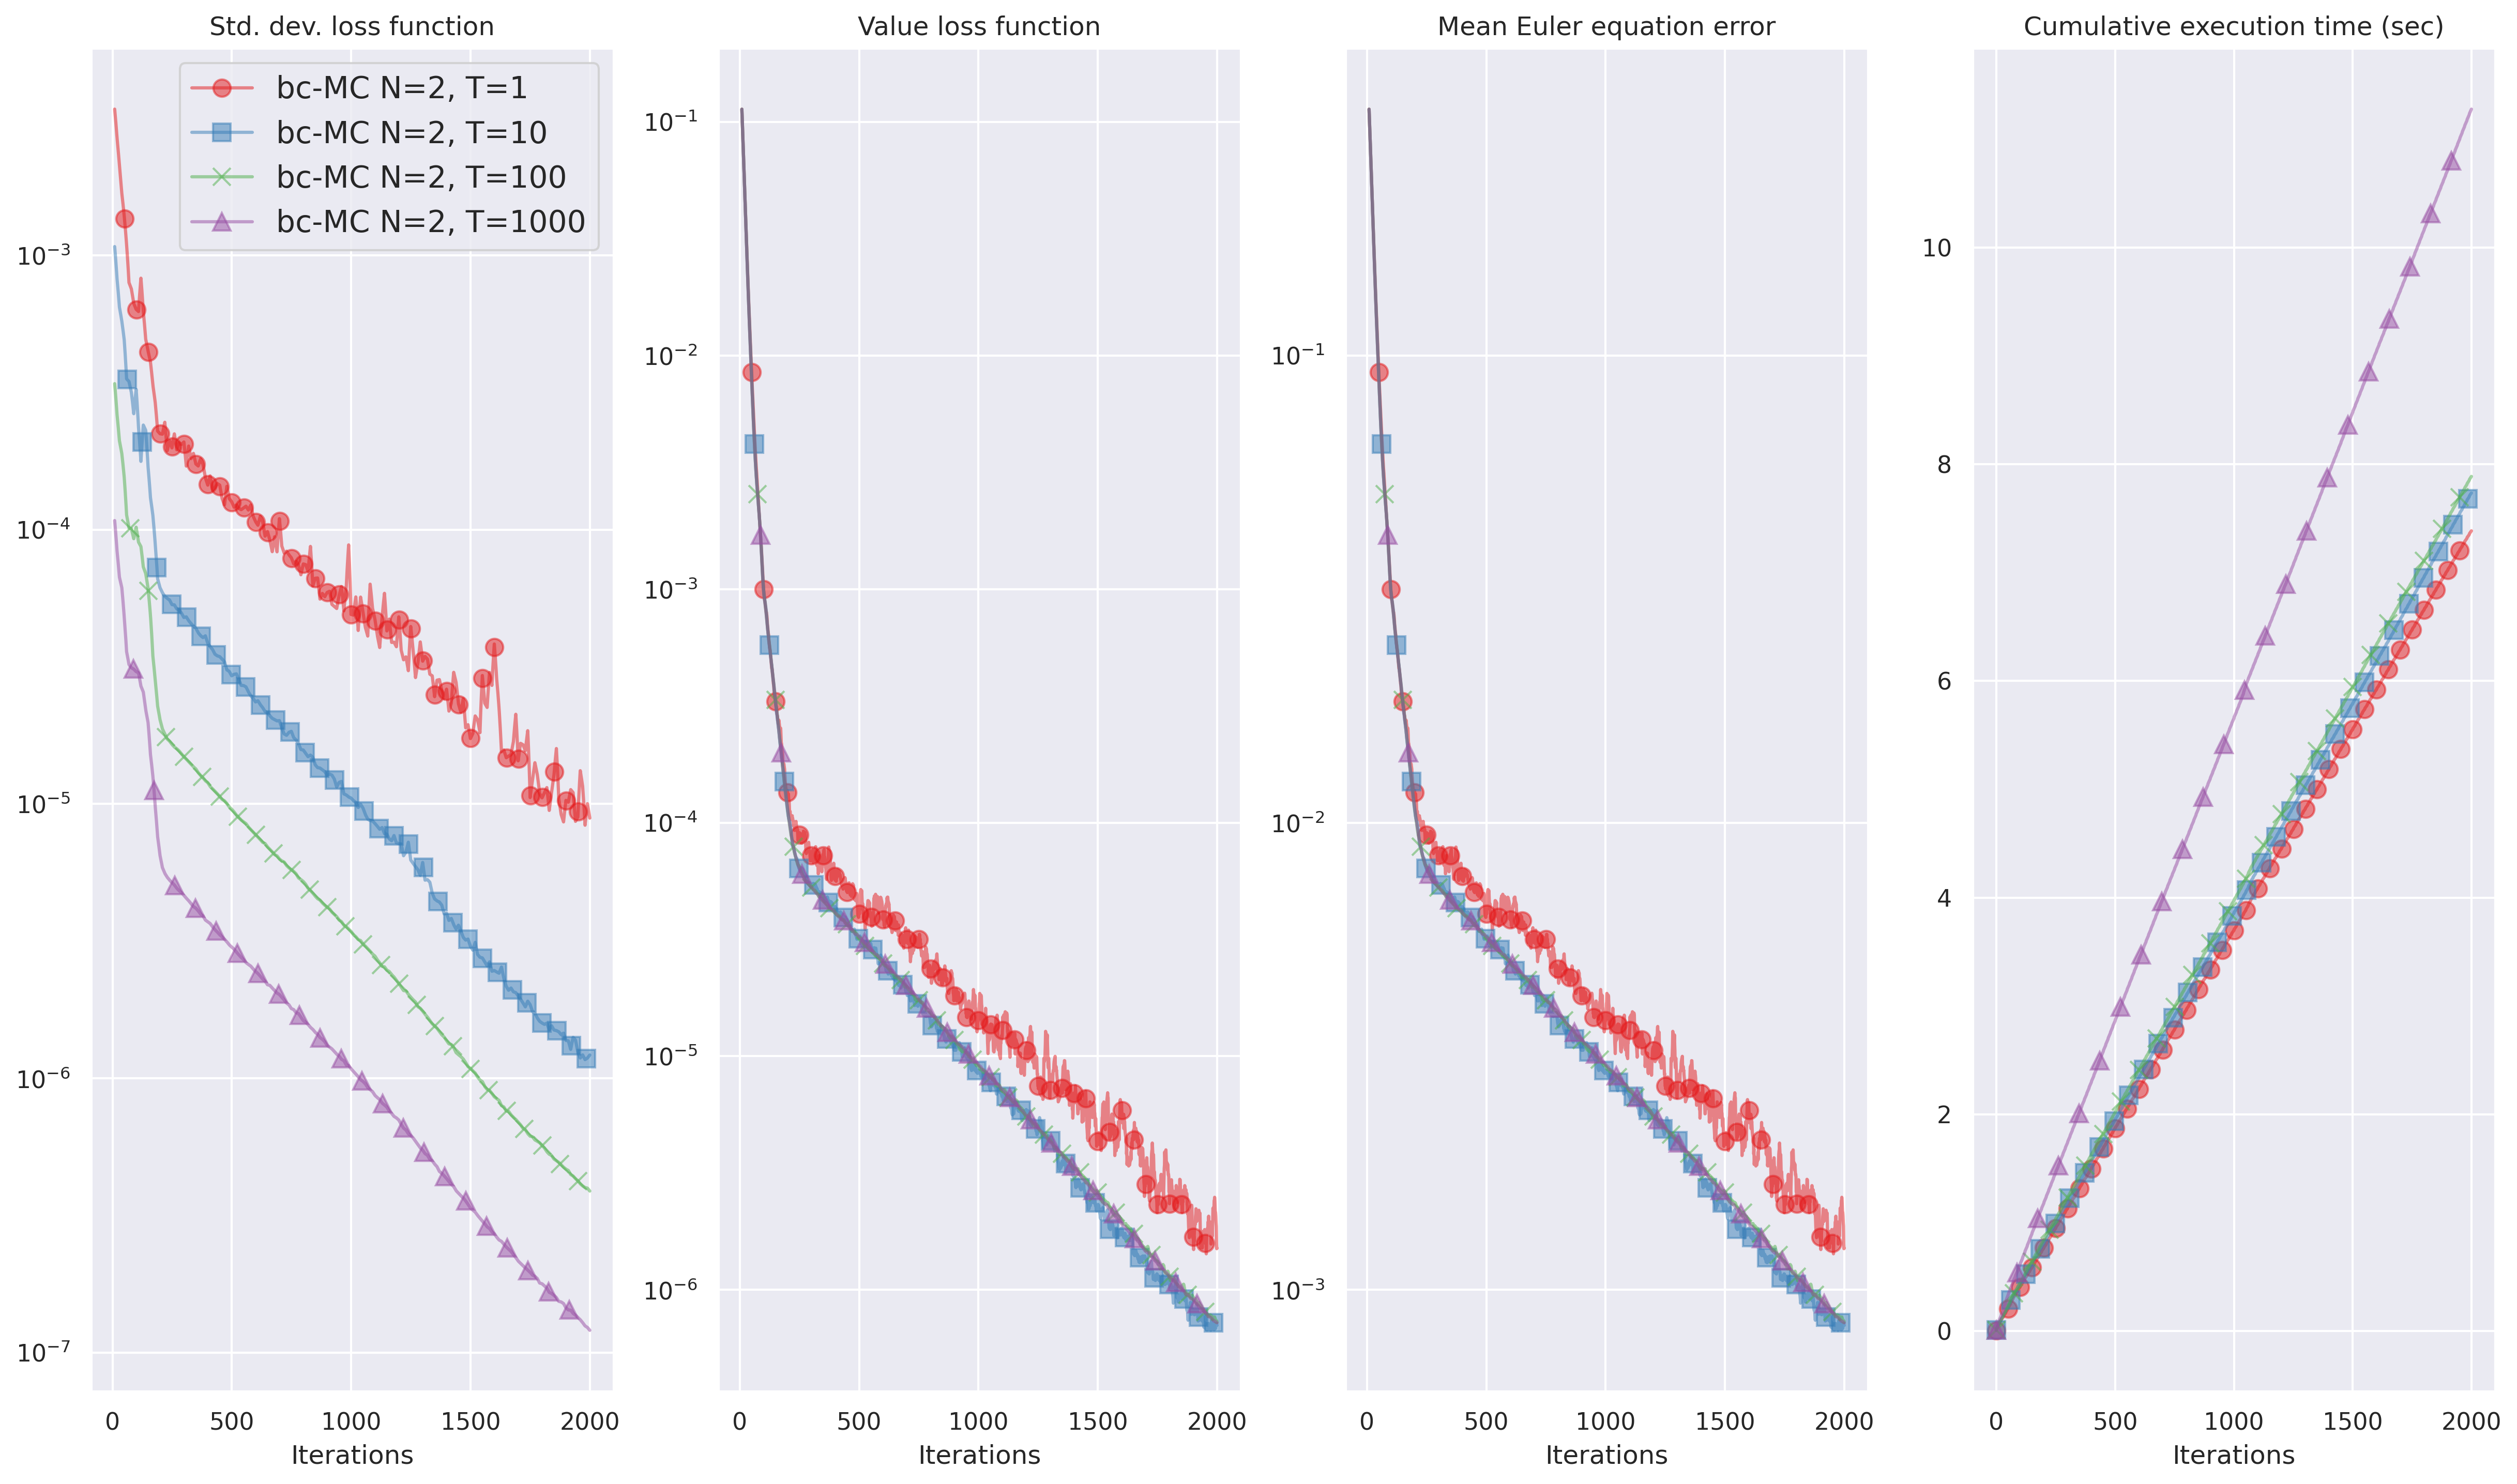 Std. dev. loss function
bc-MC N=2, T=1
bc-MC N=2, T=10
bc-MC N=2, T=100
bc-MC N=2, T=1000
10⁻³
10⁻⁴
10⁻⁵
10⁻⁶
10⁻⁷
0 500 1000 1500 2000
Iterations
Value loss function
10⁻¹
10⁻²
10⁻³
10⁻⁴
10⁻⁵
10⁻⁶
0 500 1000 1500 2000
Iterations
Mean Euler equation error
10⁻¹
10⁻²
10⁻³
0 500 1000 1500 2000
Iterations
Cumulative execution time (sec)
10
8
6
4
2
0
0 500 1000 1500 2000
Iterations